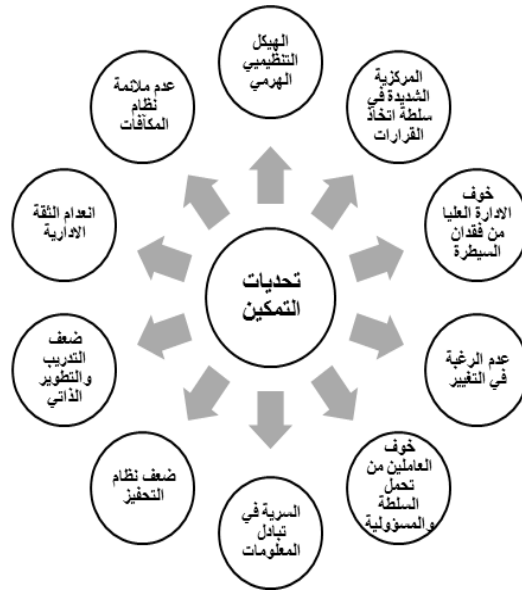 الهيكل
التنظيميي
الهرمي
المركزية
الشديدة في
سلطة اتخاذ
القرارات
خوف
الادارة العليا
من فقدان
السيطرة
عدم الرغبة
في التغيير
خوف
العاملين من
تحمل
السلطة
والمسؤولية
السرية في
تبادل
المعلومات
ضعف نظام
التحفيز
ضعف
التدريب
والتطوير
الذاتي
انعدام الثقة
الادارية
عدم ملائمة
نظام
المكآفات
تحديات
التمكين